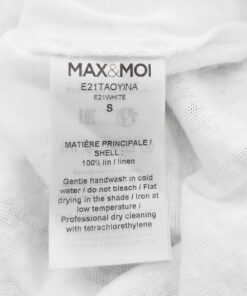 MAX&MOI
E21TAOYINA
E21WHITE
S
MATIÈRE PRINCIPALE /
SHELL :
100% lin / linen
Gentle handwash in cold
water / do not bleach / Flat
drying in the shade / Iron at
low temperature /
Professional dry cleaning
with tetrachlorethylene